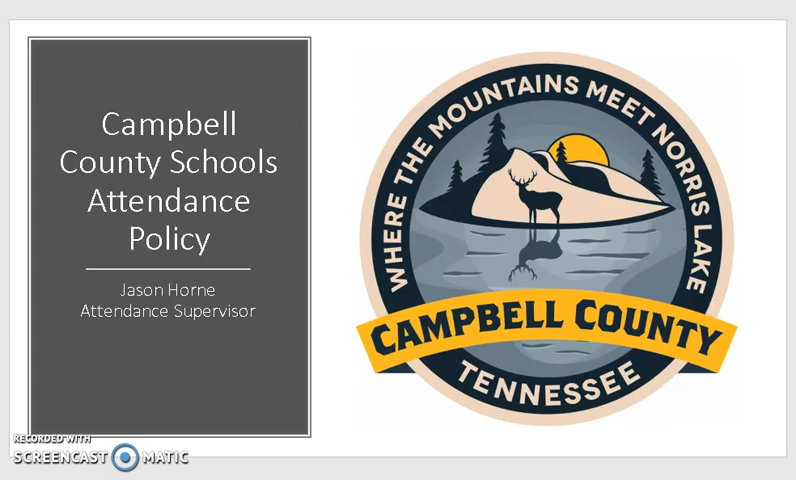 Campbell
County Schools
Attendance
Policy
Jason Horne
Attendance Supervisor
WHERE THE MOUNTAINS MEET NORRIS LAKE
CAMPBELL COUNTY
TENNESSEE
RECORDED WITH
SCREENCAST MATIC